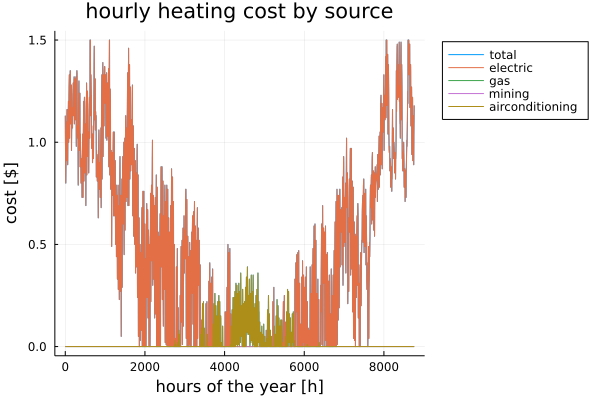 hourly heating cost by source
1.5
1.0
0.5
0.0
cost [$]
0
2000
4000
6000
8000
hours of the year [h]
total
electric
gas
mining
airconditioning